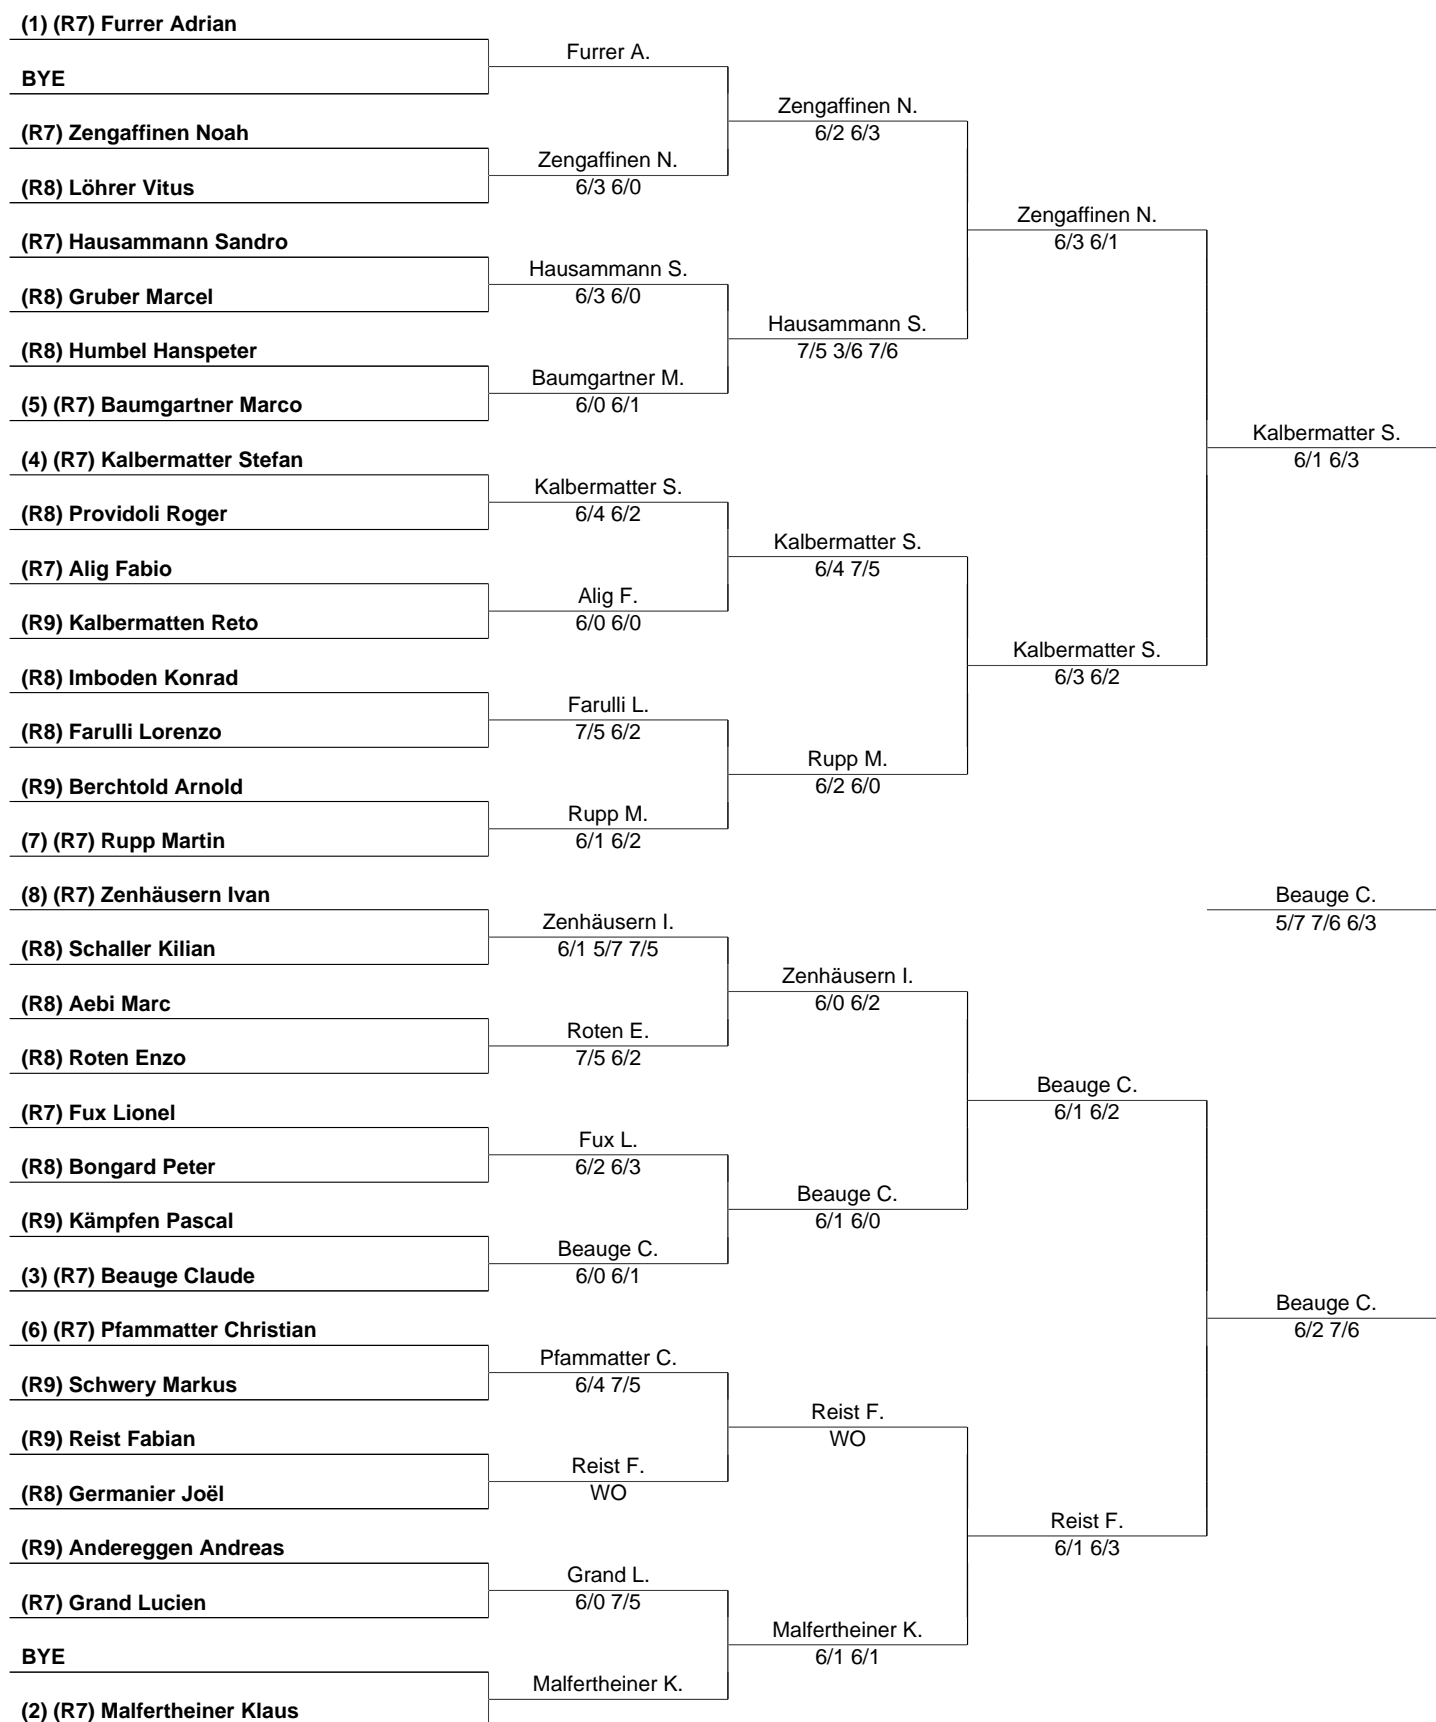 (1) (R7) Furrer Adrian
BYE
(R7) Zengaffinen Noah
(R8) Löhrer Vitus
(R7) Hausammann Sandro
(R8) Gruber Marcel
(R8) Humbel Hanspeter
(5) (R7) Baumgartner Marco
(4) (R7) Kalbermatter Stefan
(R8) Providoli Roger
(R7) Alig Fabio
(R9) Kalbermatten Reto
(R8) Imboden Konrad
(R8) Farulli Lorenzo
(R9) Berchtold Arnold
(7) (R7) Rupp Martin
(8) (R7) Zenhäusern Ivan
(R8) Schaller Kilian
(R8) Aebi Marc
(R8) Roten Enzo
(R7) Fux Lionel
(R8) Bongard Peter
(R9) Kämpfen Pascal
(3) (R7) Beauge Claude
(6) (R7) Pfammatter Christian
(R9) Schwery Markus
(R9) Reist Fabian
(R8) Germanier Joël
(R9) Andereggen Andreas
(R7) Grand Lucien
BYE
(2) (R7) Malfertheiner Klaus
Furrer A.
Zengaffinen N.
6/3 6/0
Hausammann S.
6/3 6/0
Baumgartner M.
6/0 6/1
Kalbermatter S.
6/4 6/2
Alig F.
6/0 6/0
Farulli L.
7/5 6/2
Rupp M.
6/1 6/2
Zenhäusern I.
6/1 5/7 7/5
Roten E.
7/5 6/2
Fux L.
6/2 6/3
Beauge C.
6/0 6/1
Pfammatter C.
6/4 7/5
Reist F.
WO
Grand L.
6/0 7/5
Malfertheiner K.
Zengaffinen N.
6/2 6/3
Hausammann S.
7/5 3/6 7/6
Kalbermatter S.
6/4 7/5
Rupp M.
6/2 6/0
Zenhäusern I.
6/0 6/2
Beauge C.
6/1 6/0
Reist F.
WO
Malfertheiner K.
6/1 6/1
Zengaffinen N.
6/3 6/1
Kalbermatter S.
6/3 6/2
Beauge C.
6/1 6/2
Reist F.
6/1 6/3
Kalbermatter S.
6/1 6/3
Beauge C.
5/7 7/6 6/3
Beauge C.
6/2 7/6